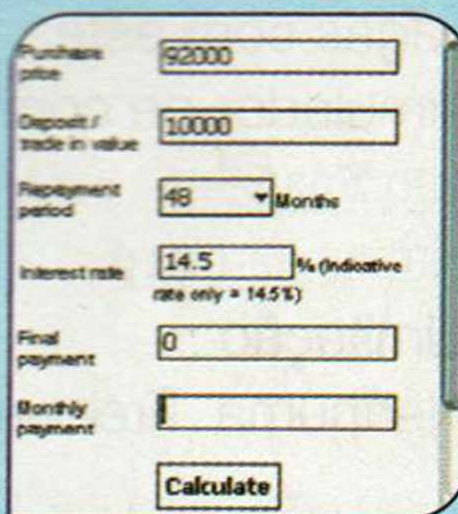 Purchase price 92000
Deposit / trade in value 10000
Repayment period 48 Months
Interest rate 14.5 % (Indicative rate only = 14.5%)
Final payment 0
Monthly payment
Calculate